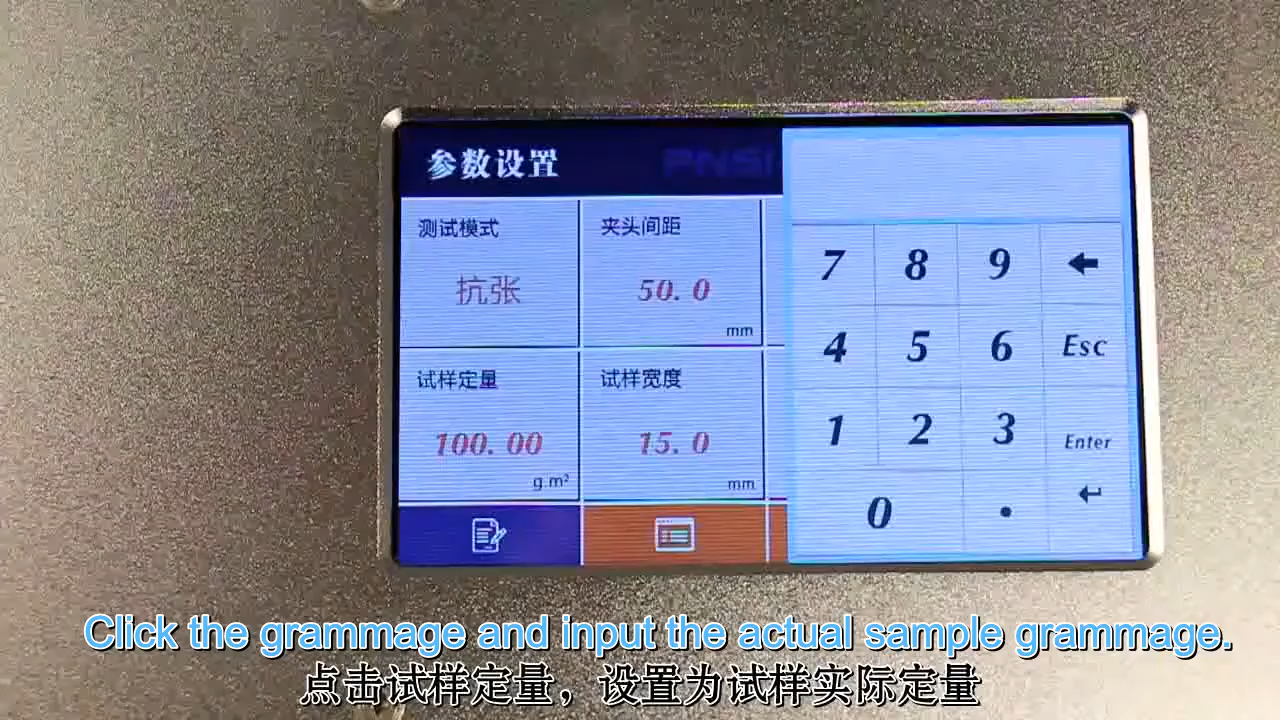 参数设置
PNSI
测试模式
夹头间距
抗张
50.0
mm
试样定量
试样宽度
100.00
15.0
g m²
mm
7 8 9
4 5 6 Esc
1 2 3
Enter
0 .
Click the grammage and input the actual sample grammage.
点击试样定量，设置为试样实际定量